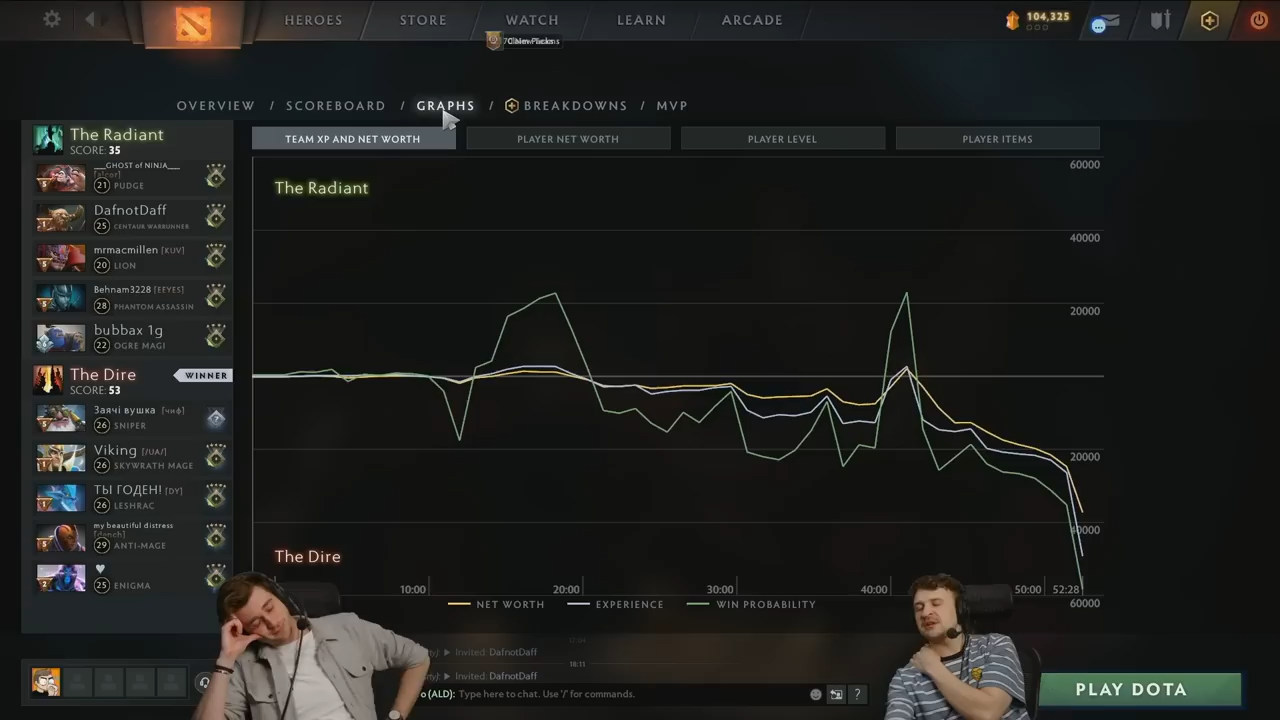 HEROES STORE WATCH LEARN ARCADE
104,325
OVERVIEW / SCOREBOARD / GRAPHS / BREAKDOWNS / MVP
The Radiant
SCORE: 35
___GHOST of NINJA___
[alcor]
21 PUDGE
DafnotDaff
25 CENTAUR WARRUNNER
mrmacmillen [KUV]
20 LION
Behnam3228 [EEYES]
28 PHANTOM ASSASSIN
bubbax 1g
22 OGRE MAGI
The Dire
WINNER
SCORE: 53
Заячі вушка [чиф]
26 SNIPER
Viking [/UA/]
26 SKYWRATH MAGE
ТЫ ГОДЕН! [DY]
26 LESHRAC
my beautiful distress
[donch]
29 ANTI-MAGE
♥
25 ENIGMA
TEAM XP AND NET WORTH PLAYER NET WORTH PLAYER LEVEL PLAYER ITEMS
60000
The Radiant
40000
20000
20000
40000
The Dire
10:00 20:00 30:00 40:00 50:00 52:28
60000
NET WORTH EXPERIENCE WIN PROBABILITY
Invited: DafnotDaff
18:11
Invited: DafnotDaff
(ALD): Type here to chat. Use '/' for commands.
?
PLAY DOTA